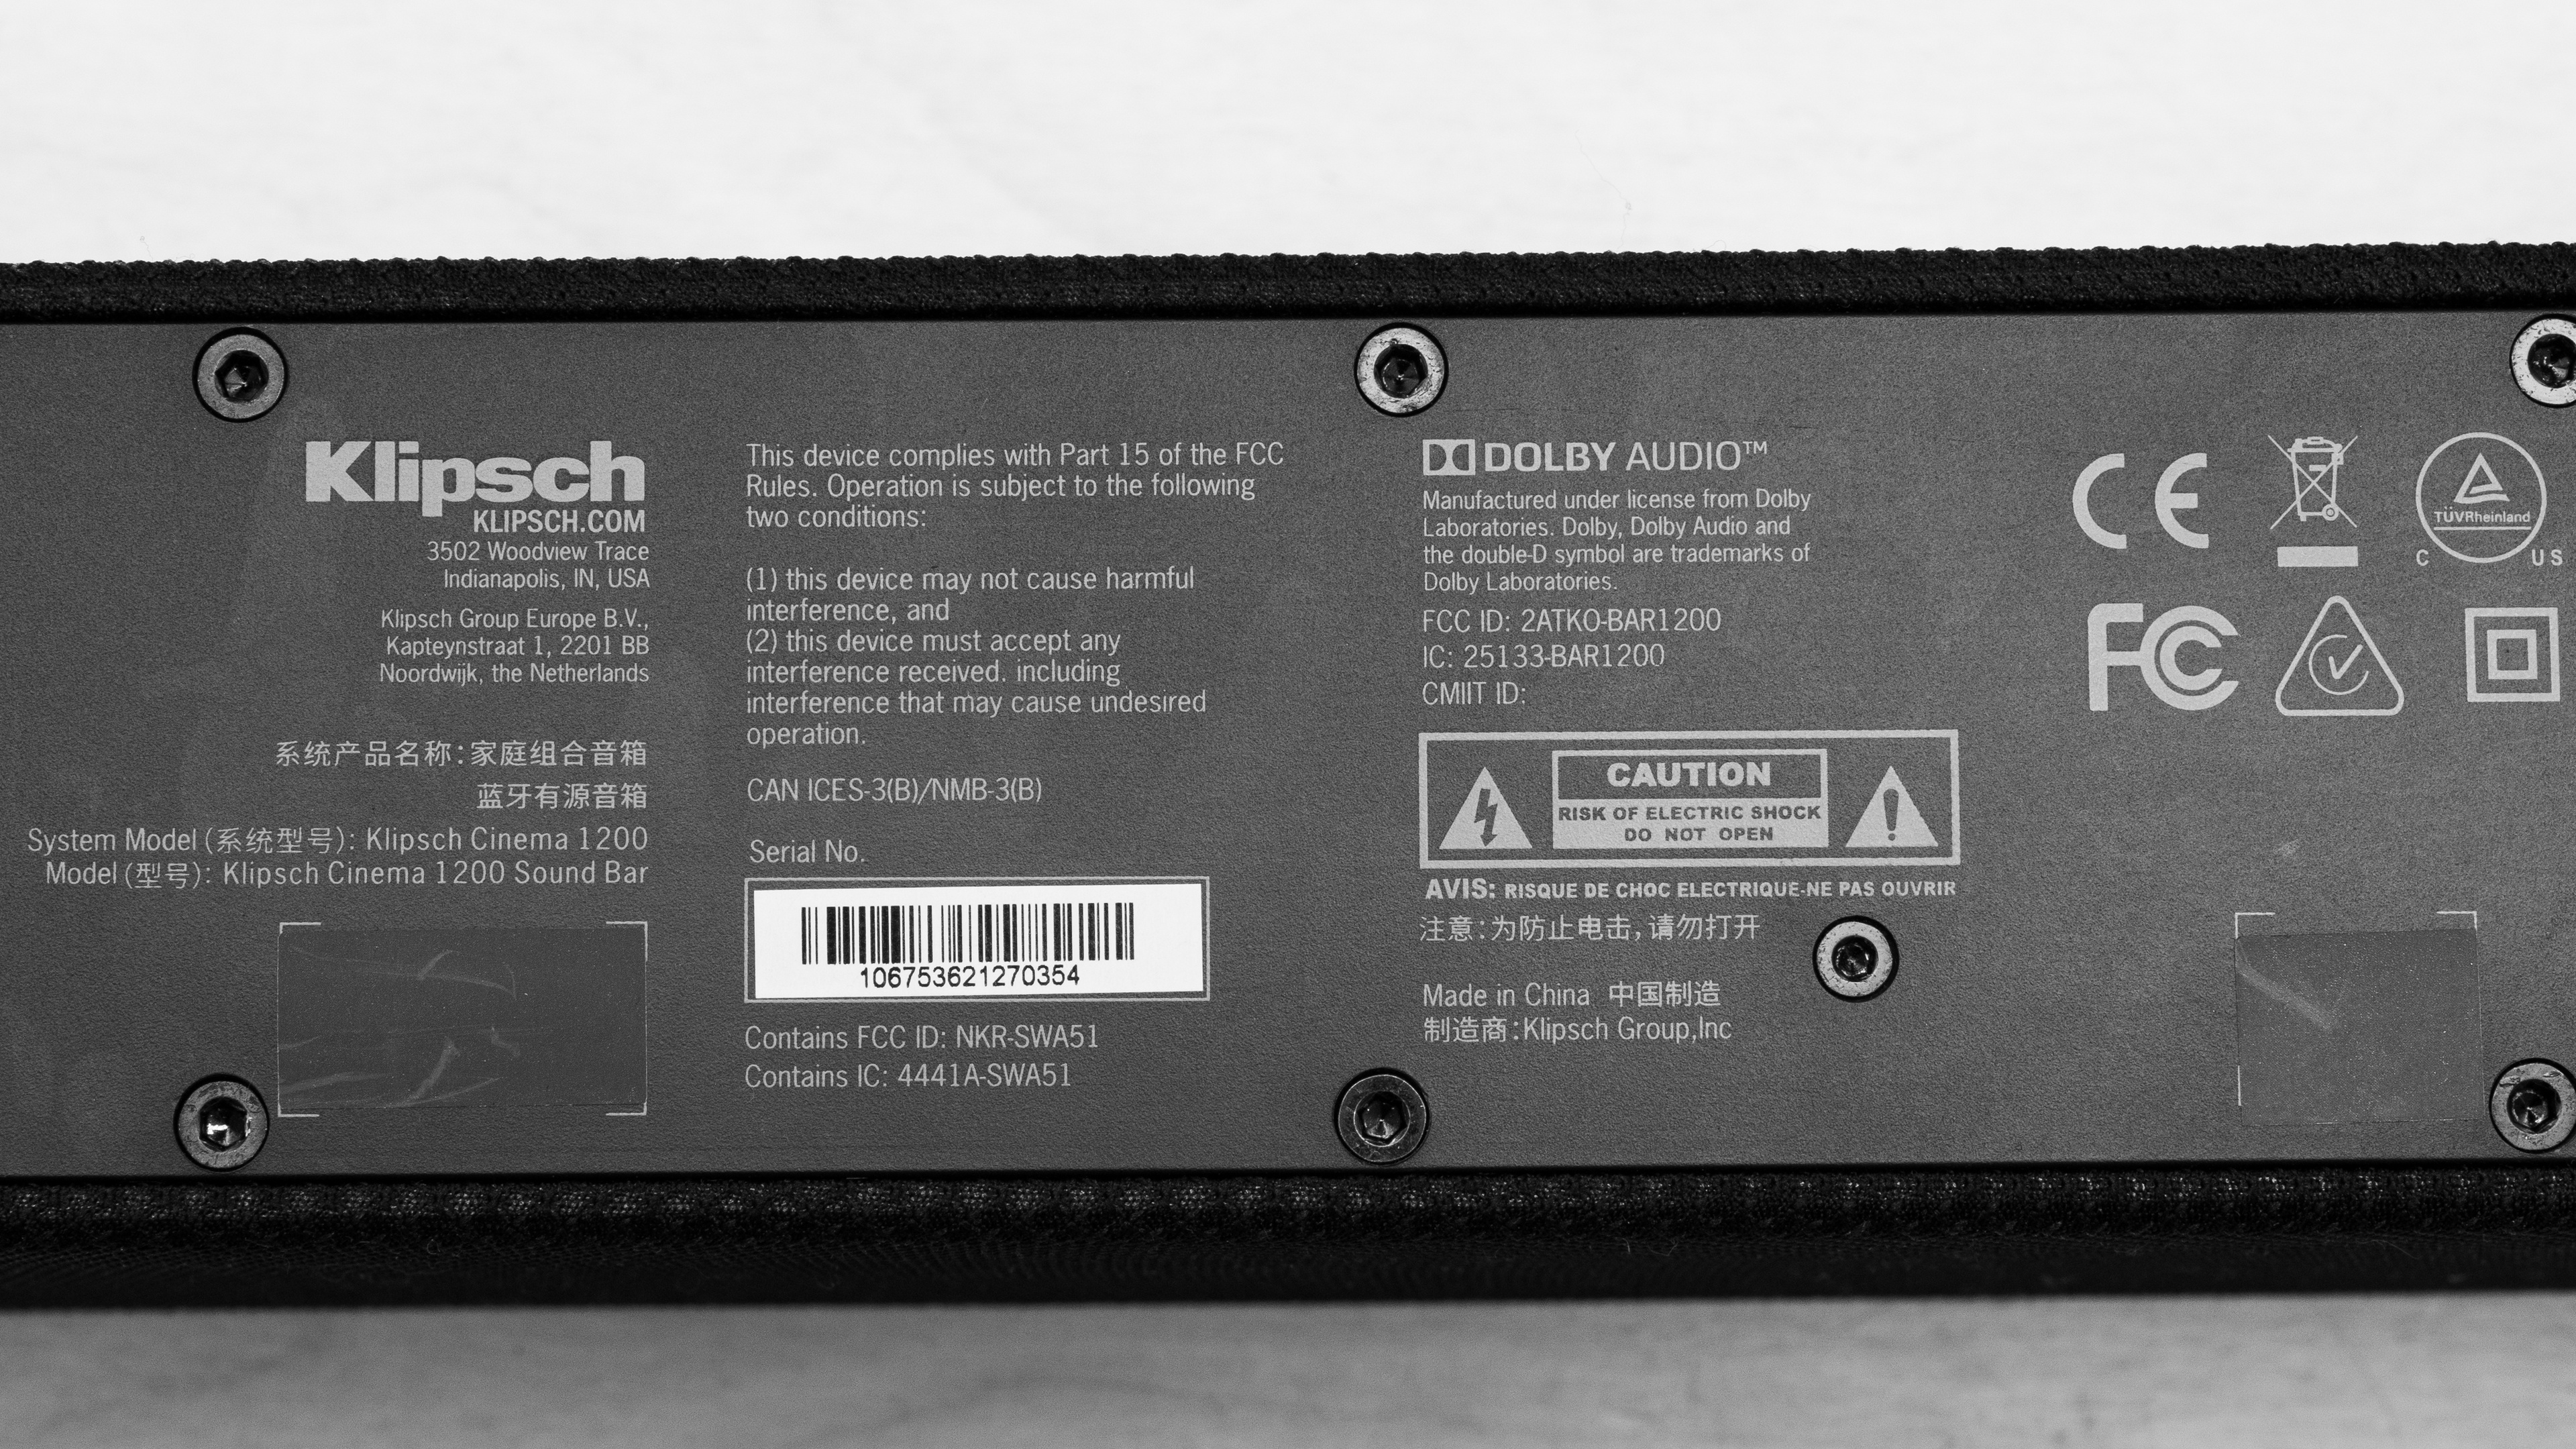 Klipsch
KLIPSCH.COM
3502 Woodview Trace
Indianapolis, IN, USA
Klipsch Group Europe B.V.,
Kapteynstraat 1, 2201 BB
Noordwijk, the Netherlands
系统产品名称:家庭组合音箱
蓝牙有源音箱
System Model (系统型号): Klipsch Cinema 1200
Model (型号): Klipsch Cinema 1200 Sound Bar
This device complies with Part 15 of the FCC
Rules. Operation is subject to the following
two conditions:
(1) this device may not cause harmful
interference, and
(2) this device must accept any
interference received. including
interference that may cause undesired
operation.
CAN ICES-3(B)/NMB-3(B)
Serial No.
106753621270354
Contains FCC ID: NKR-SWA51
Contains IC: 4441A-SWA51
DOLBY AUDIO™
Manufactured under license from Dolby
Laboratories. Dolby, Dolby Audio and
the double-D symbol are trademarks of
Dolby Laboratories.
FCC ID: 2ATKO-BAR1200
IC: 25133-BAR1200
CMIIT ID:
CAUTION
RISK OF ELECTRIC SHOCK
DO NOT OPEN
AVIS: RISQUE DE CHOC ELECTRIQUE-NE PAS OUVRIR
注意:为防止电击,请勿打开
Made in China 中国制造
制造商:Klipsch Group,Inc
CE
TÜVRheinland
C US
FC